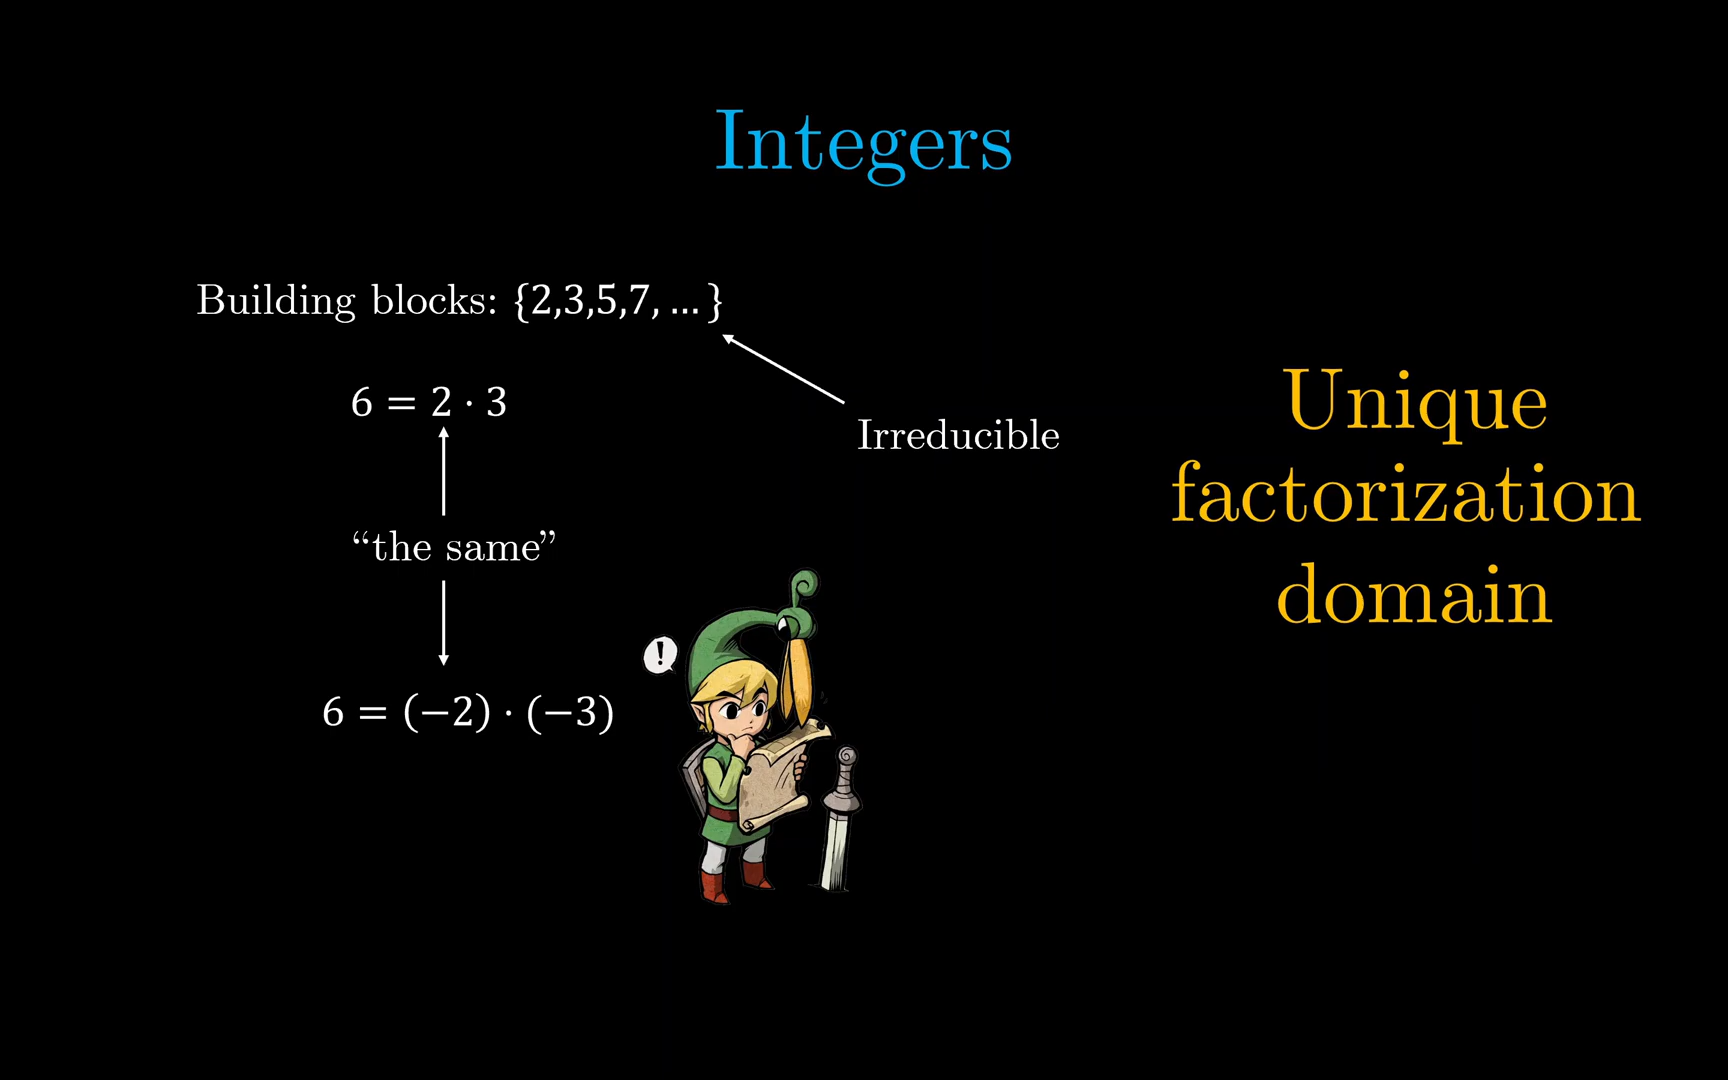 Integers
Building blocks: {2,3,5,7, … }
6 = 2 · 3
Irreducible
“the same”
6 = (−2) · (−3)
!
Unique
factorization
domain